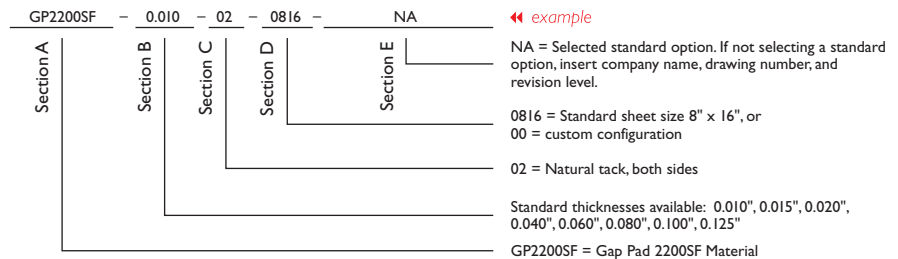 GP2200SF – 0.010 – 02 – 0816 – NA
example
Section A
Section B
Section C
Section D
Section E
NA = Selected standard option. If not selecting a standard
option, insert company name, drawing number, and
revision level.
0816 = Standard sheet size 8" x 16", or
00 = custom configuration
02 = Natural tack, both sides
Standard thicknesses available: 0.010", 0.015", 0.020",
0.040", 0.060", 0.080", 0.100", 0.125"
GP2200SF = Gap Pad 2200SF Material